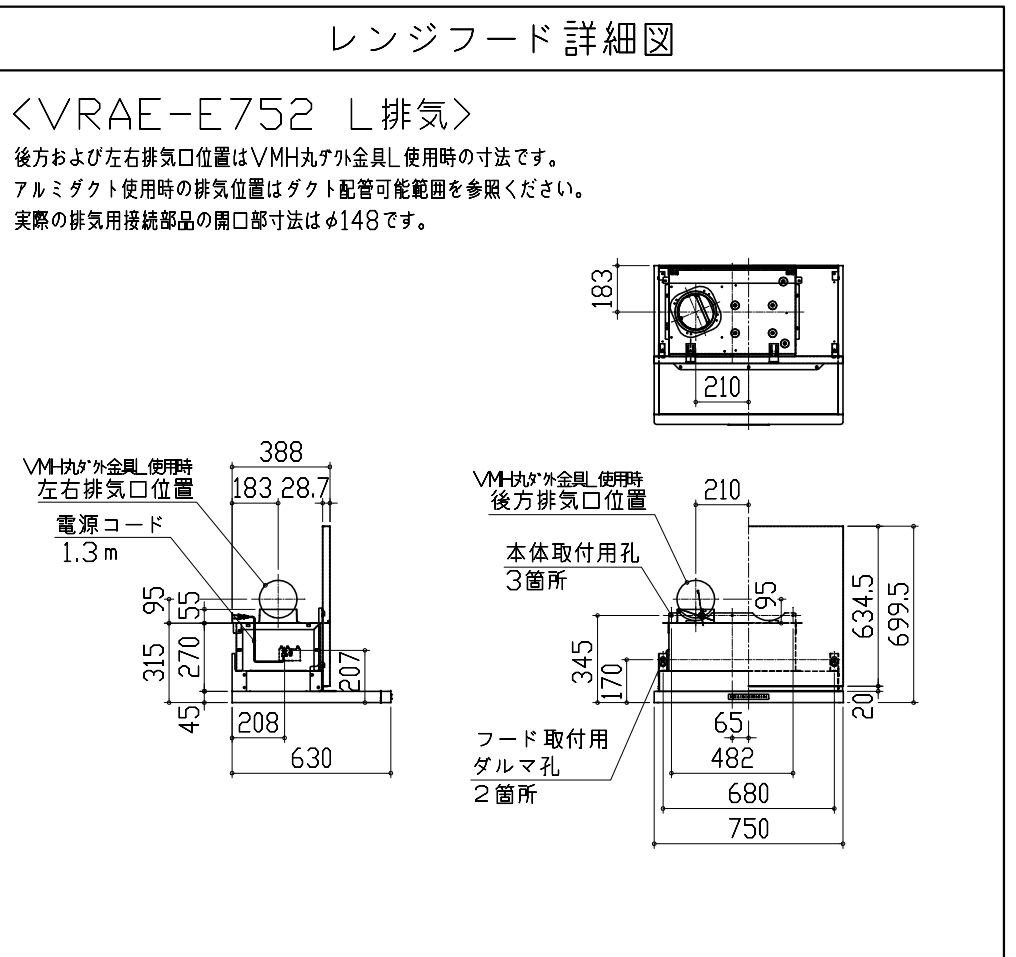 レンジフード詳細図
<VRAE-E752 L排気>
後方および左右排気口位置はVMH丸ダクト金具L使用時の寸法です。
アルミダクト使用時の排気位置はダクト配管可能範囲を参照ください。
実際の排気用接続部品の開口部寸法はφ148です。
183
210
388
VMH丸ダクト金具L使用時
左右排気口位置
183
28.7
電源コード
1.3m
95
55
315
270
45
207
208
630
VMH丸ダクト金具L使用時
後方排気口位置
210
本体取付用孔
3箇所
95
634.5
699.5
345
170
20
65
フード取付用
ダルマ孔
2箇所
482
680
750